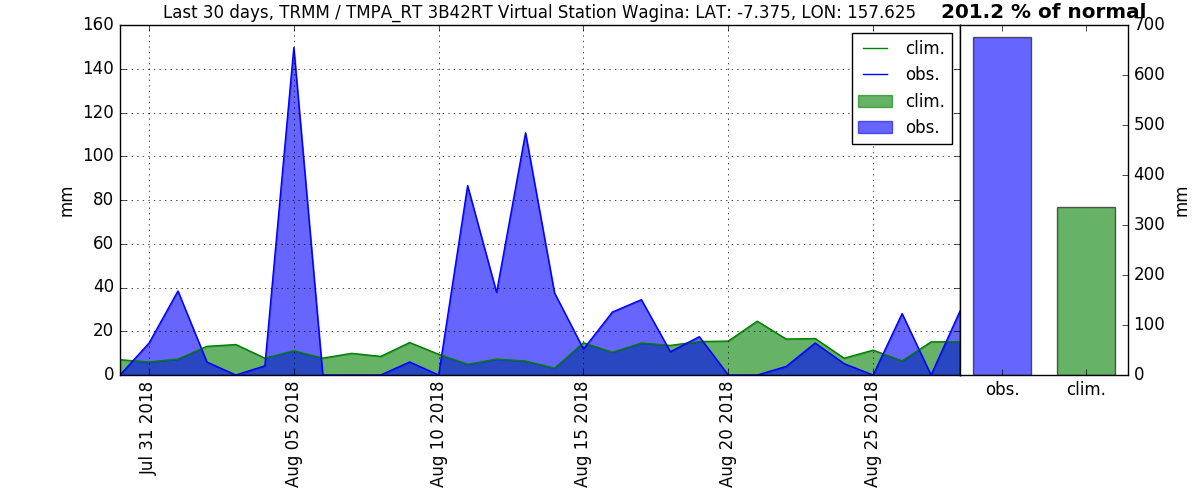 Last 30 days, TRMM / TMPA_RT 3B42RT Virtual Station Wagina: LAT: -7.375, LON: 157.625
201.2 % of normal
160
140
120
100
80
60
40
20
0
mm
clim.
obs.
clim.
obs.
Jul 31 2018
Aug 05 2018
Aug 10 2018
Aug 15 2018
Aug 20 2018
Aug 25 2018
700
600
500
400
300
200
100
0
mm
obs.
clim.